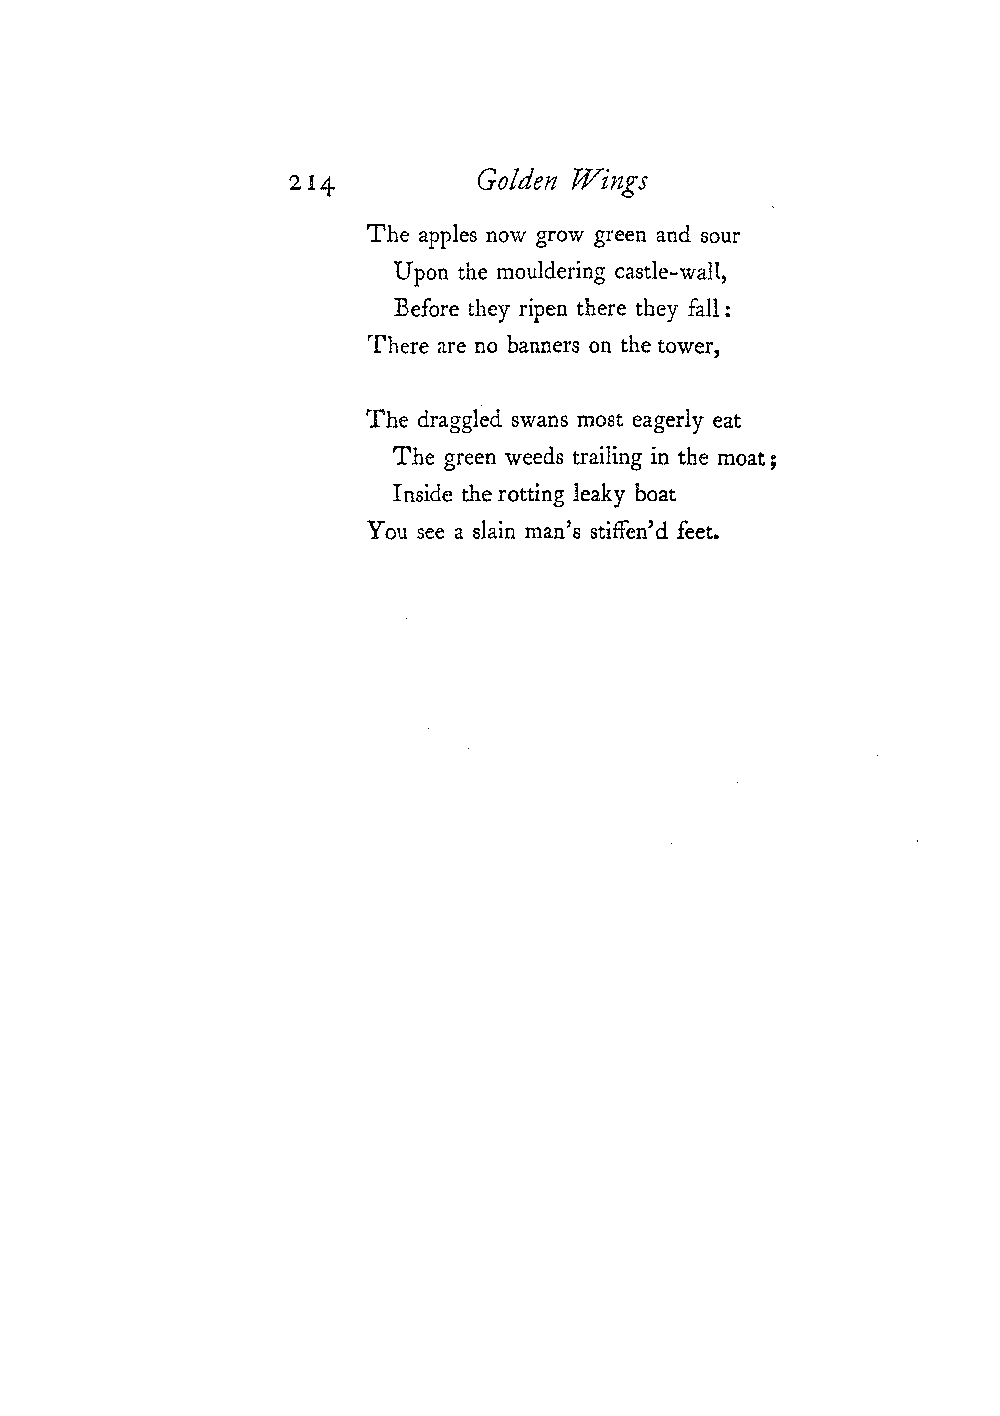 214 Golden Wings
The apples now grow green and sour
Upon the mouldering castle-wall,
Before they ripen there they fall:
There are no banners on the tower,
The draggled swans most eagerly eat
The green weeds trailing in the moat;
Inside the rotting leaky boat
You see a slain man's stiffen'd feet.